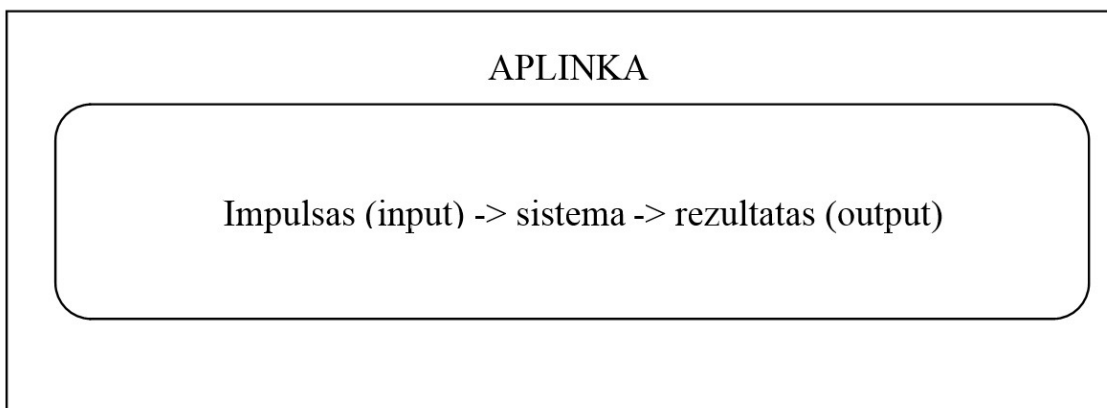 APLINKA
Impulsas (input) -> sistema -> rezultatas (output)